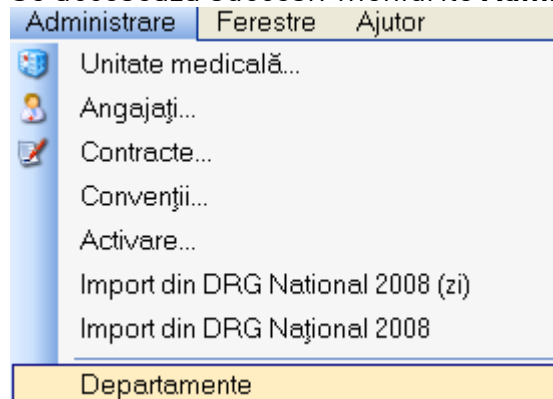 Administrare Ferestre Ajutor
Unitate medicală...
Angajaţi...
Contracte...
Convenţii...
Activare...
Import din DRG National 2008 (zi)
Import din DRG Naţional 2008
Departamente